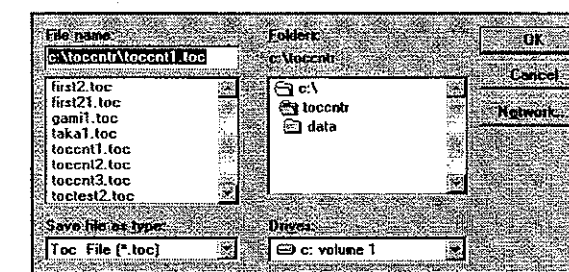 File name:
c:\toccntr\toccnt1.toc
first2.toc
first21.toc
gami1.toc
taka1.toc
toccnt1.toc
toccnt2.toc
toccnt3.toc
toctest2.toc
Save file as type:
Toc File (*.toc)
Folders:
c:\toccntr
c:\
toccntr
data
Drives:
c: volume 1
OK
Cancel
Network...